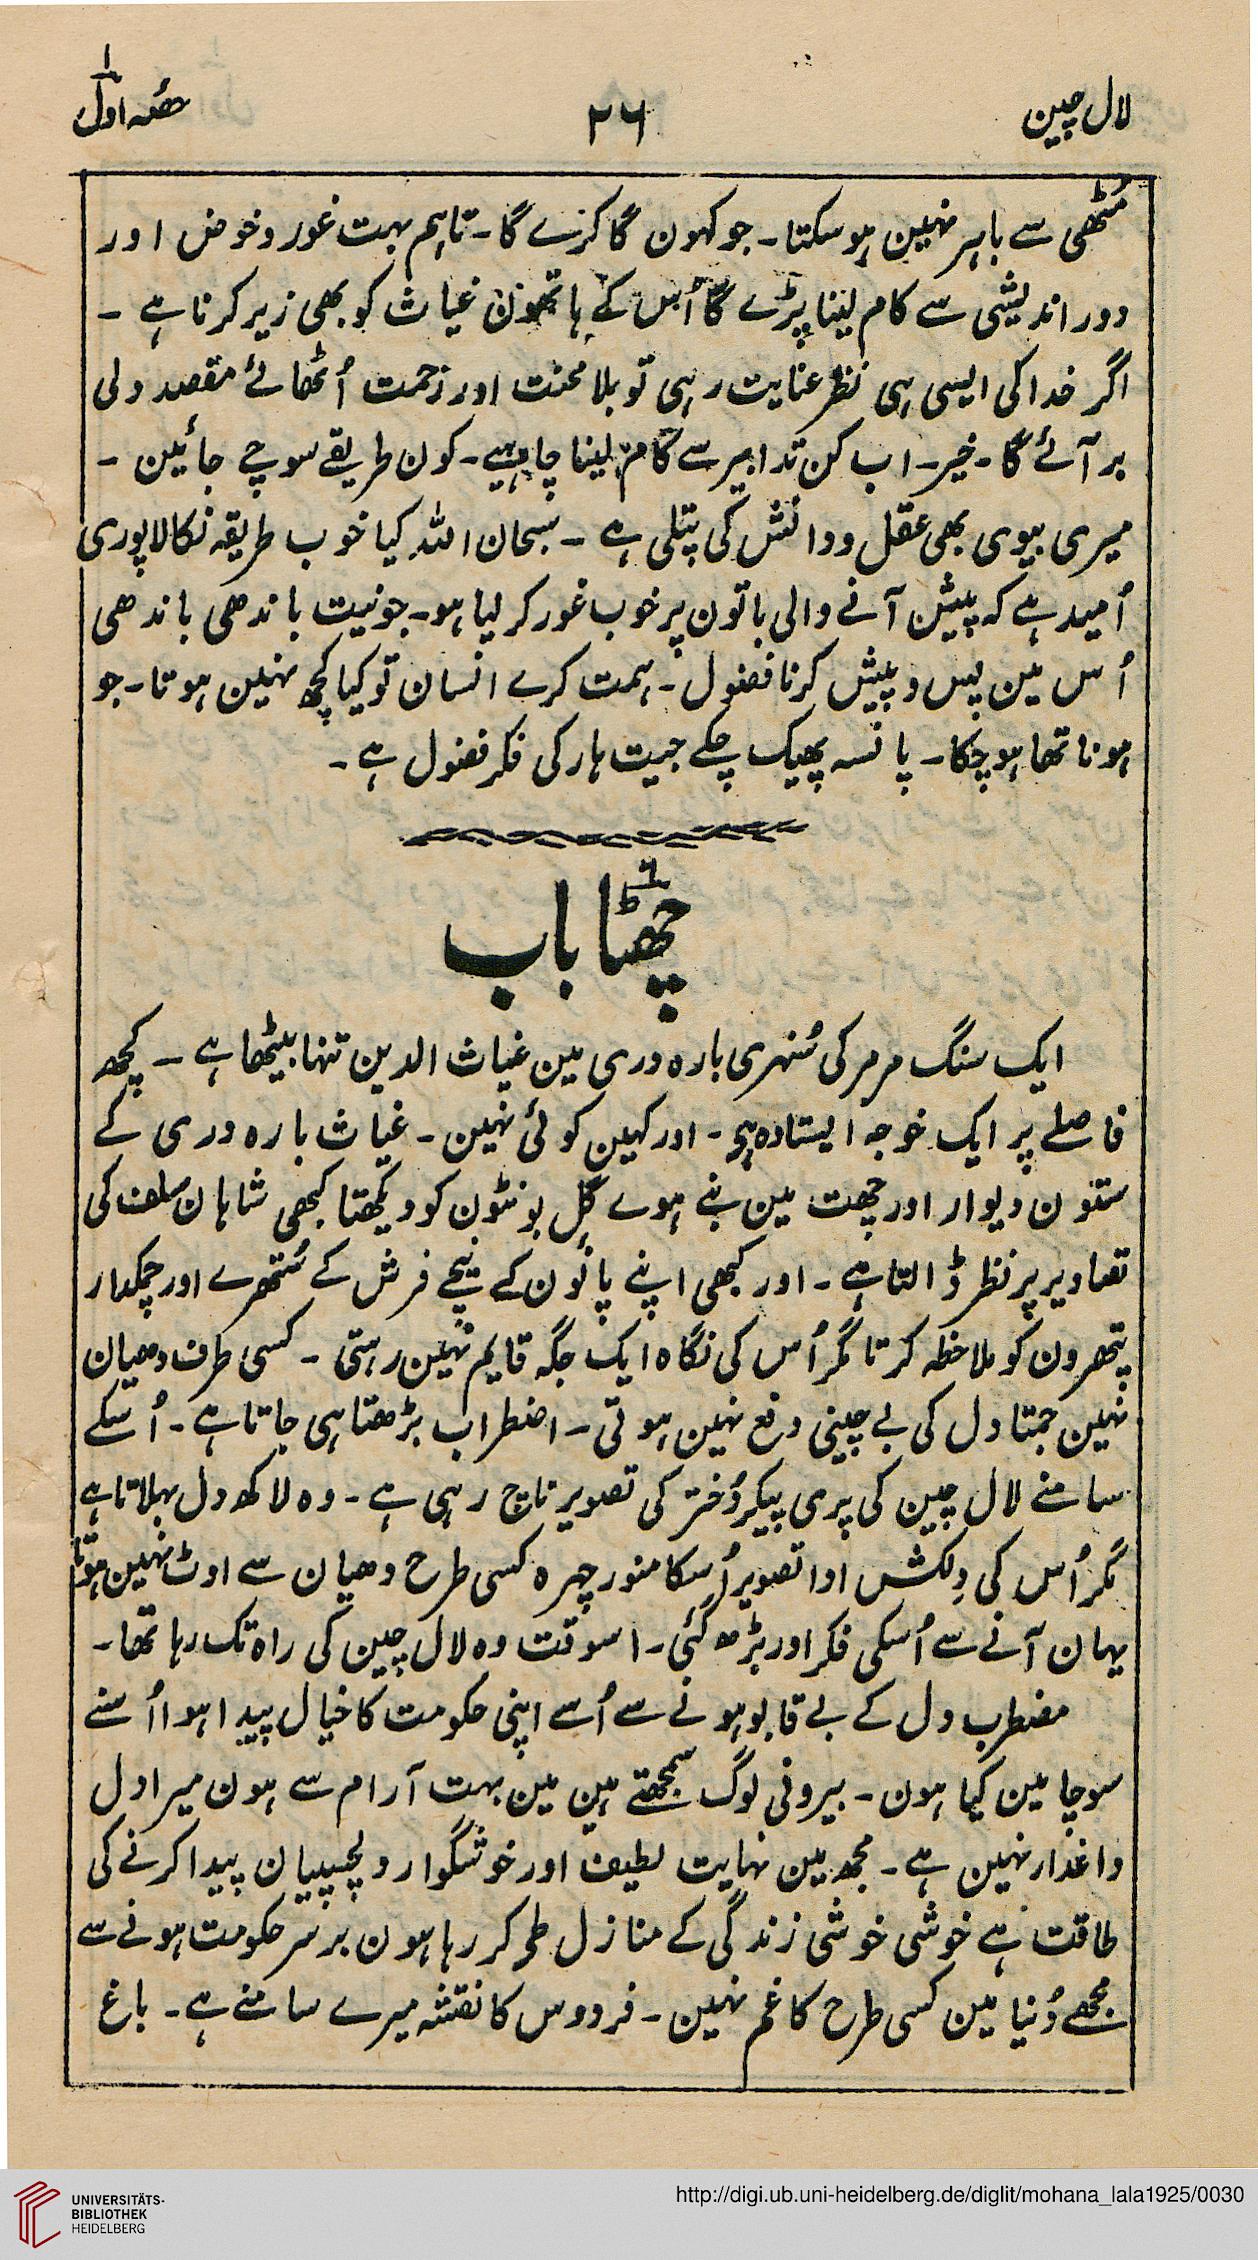 لال چین
۲۶
حصہ اول
۱
مُٹھی سے باہر نہین ہوسکتا۔ جو کہون گا کرے گا۔ تاہم بہت غور وخوض اور
دور اندیشی سے کام لینا پڑے گا اُس کے ہاتھون غیاث کو بھی زیر کرنا ہے ۔
اگر خدا کی ایسی ہی نظر عنایت رہی تو بلا محنت اور زحمت اُٹھائے مقصد دلی
بر آئے گا۔ خیر۔ اب کن تدابیر سے کام لینا چاہیے۔ کون طریقے سوچے جائین ۔
میری بیوی بھی عقل ودانش کی پتلی ہے ۔ سبحان اللہ کیا خوب طریقہ نکالا پوری
اُمید ہے کہ پیش آنے والی باتون پر خوب غور کر لیا ہو۔ جو نیت باندھی باندھی
اُس مین پس وپیش کرنا فضول۔ ہمت کرے انسان تو کیا کچھ نہین ہوتا۔ جو
ہونا تھا ہوچکا۔ پانسہ پھیک چکے جیت ہار کی فکر فضول ہے ۔
چھٹا باب
۶
ایک سنگ مرمر کی سُنہری بارہ دری مین غیاث الدین تنہا بیٹھا ہے ۔ کچھ
فاصلے پر ایک خوجہ ایستادہ ہے ۔ اور کہین کوئی نہین ۔ غیاث بارہ دری کے
ستون دیوار اور چھت مین بنے ہوے گل بونٹون کو دیکھتا کبھی شاہان سلف کی
تصاویر پر نظر ڈالتا ہے ۔ اور کبھی اپنے پانون کے نیچے فرش کے سُتھرے اور چمکدار
پتھرون کو ملاحظہ کرتا مگر اُس کی نگاہ ایک جگہ قایم نہین رہتی ۔ کسی طرف دھیان
نہین جمتا دل کی بے چینی دفع نہین ہوتی ۔ اضطراب بڑھتا ہی جاتا ہے ۔ اُسکے
سامنے لال چین کی پری پیکر دُختر کی تصویر ناچ رہی ہے ۔ وہ لاکھ دل بہلاتا ہے
مگر اُس کی دِلکش ادا تصویر اُسکا منور چہرہ کسی طرح دھیان سے اوٹ نہین ہوتا
یہان آنے سے اُسکی فکر اور بڑھ گئی۔ اسوقت وہ لال چین کی راہ تک رہا تھا ۔
مضطرب دل کے بے قابو ہونے سے اُسے اپنی حکومت کا خیال پیدا ہوا اُسنے
سوچا مین کیا ہون ۔ بیرونی لوگ سمجھتے ہین مین بہت آرام سے ہون میرا دل
داغدار نہین ہے ۔ مجھ مین نہایت لطیف اور خوشگوار دلچسپیان پیدا کرنے کی
طاقت ہے خوشی خوشی زندگی کے منازل طے کر رہا ہون بر سر حکومت ہونے سے
مجھے دُنیا مین کسی طرح کا غم نہین ۔ فردوس کا نقشہ میرے سامنے ہے ۔ باغ
UNIVERSITÄTS-
BIBLIOTHEK
HEIDELBERG
http://digi.ub.uni-heidelberg.de/diglit/mohana_lala1925/0030